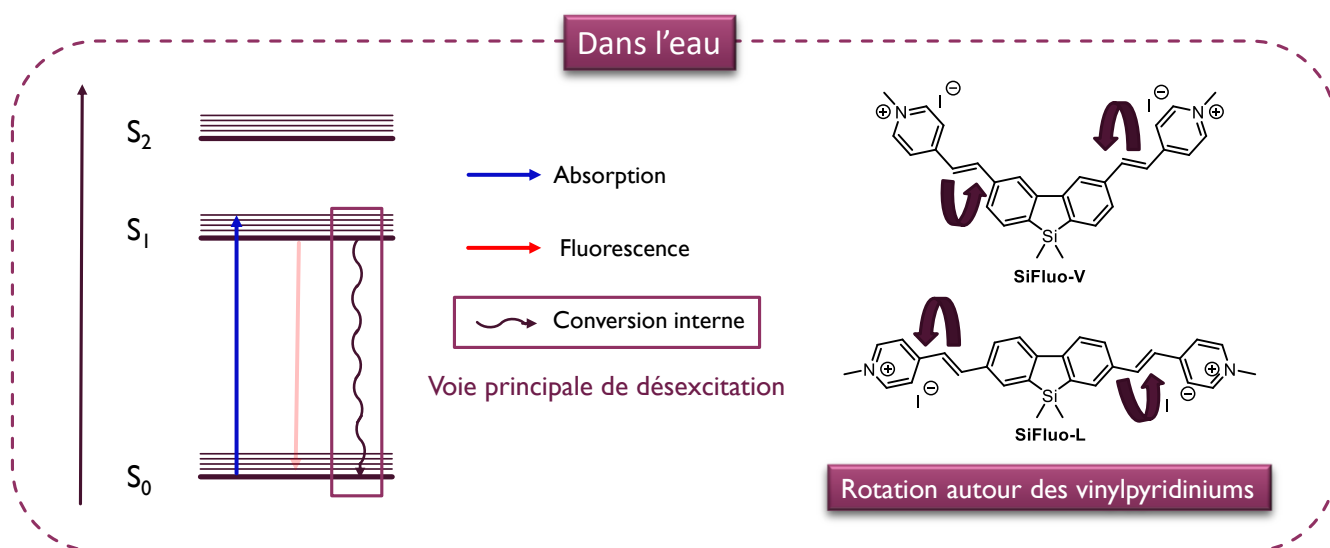 Dans l'eau
S2
S1
S0
Absorption
Fluorescence
Conversion interne
Voie principale de désexcitation
N
⊕
I
⊖
I
⊖
N
⊕
Si
SiFluo-V
N
⊕
I
⊖
Si
I
⊖
N
⊕
SiFluo-L
Rotation autour des vinylpyridiniums